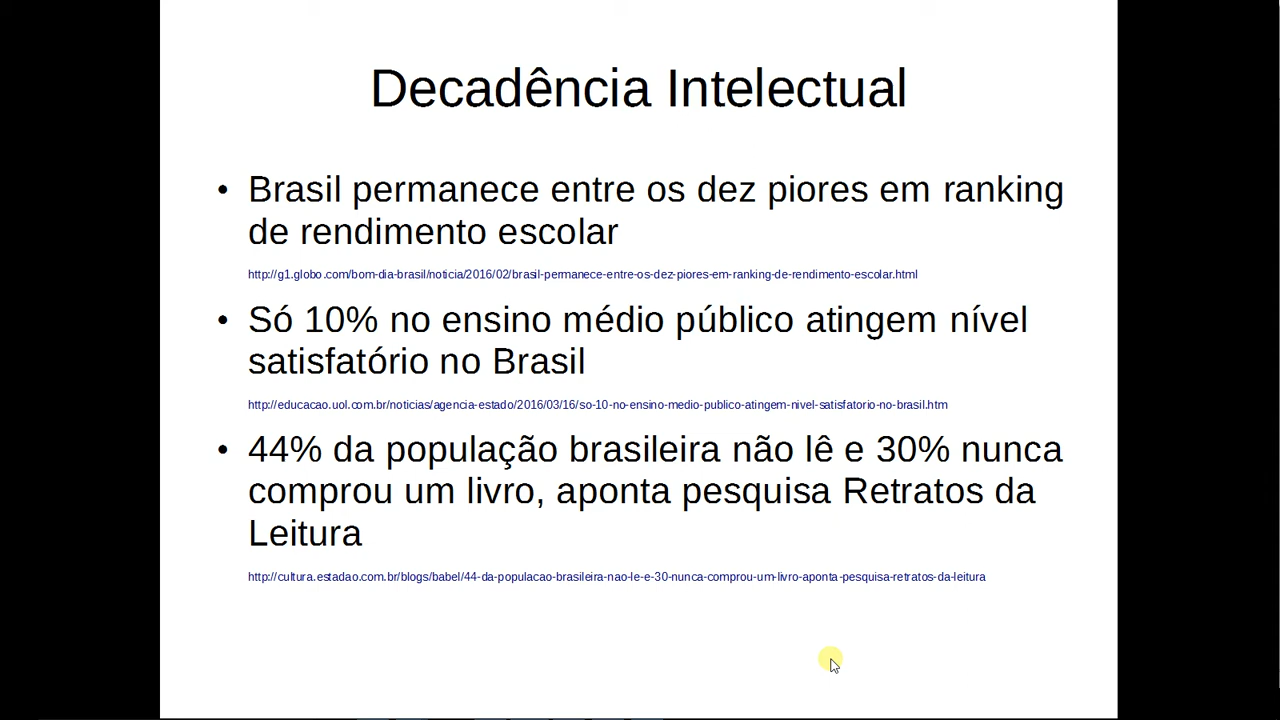 Decadência Intelectual
• Brasil permanece entre os dez piores em ranking
de rendimento escolar
http://g1.globo.com/bom-dia-brasil/noticia/2016/02/brasil-permanece-entre-os-dez-piores-em-ranking-de-rendimento-escolar.html
• Só 10% no ensino médio público atingem nível
satisfatório no Brasil
http://educacao.uol.com.br/noticias/agencia-estado/2016/03/16/so-10-no-ensino-medio-publico-atingem-nivel-satisfatorio-no-brasil.htm
• 44% da população brasileira não lê e 30% nunca
comprou um livro, aponta pesquisa Retratos da
Leitura
http://cultura.estadao.com.br/blogs/babel/44-da-populacao-brasileira-nao-le-e-30-nunca-comprou-um-livro-aponta-pesquisa-retratos-da-leitura